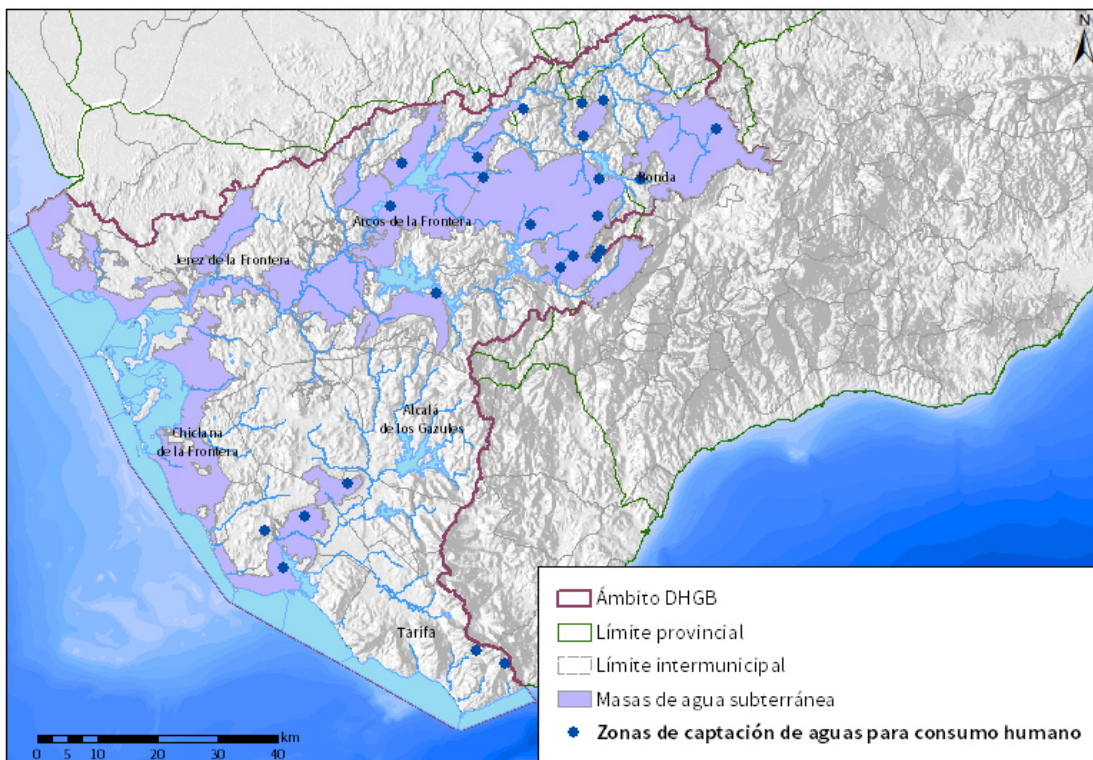 N
Ronda
Arcos de la Frontera
Jerez de la Frontera
Alcalá
de los Gazules
Chiclana
de la Frontera
Tarifa
Ámbito DHGB
Límite provincial
Límite intermunicipal
Masas de agua subterránea
Zonas de captación de aguas para consumo humano
km
0 5 10 20 30 40